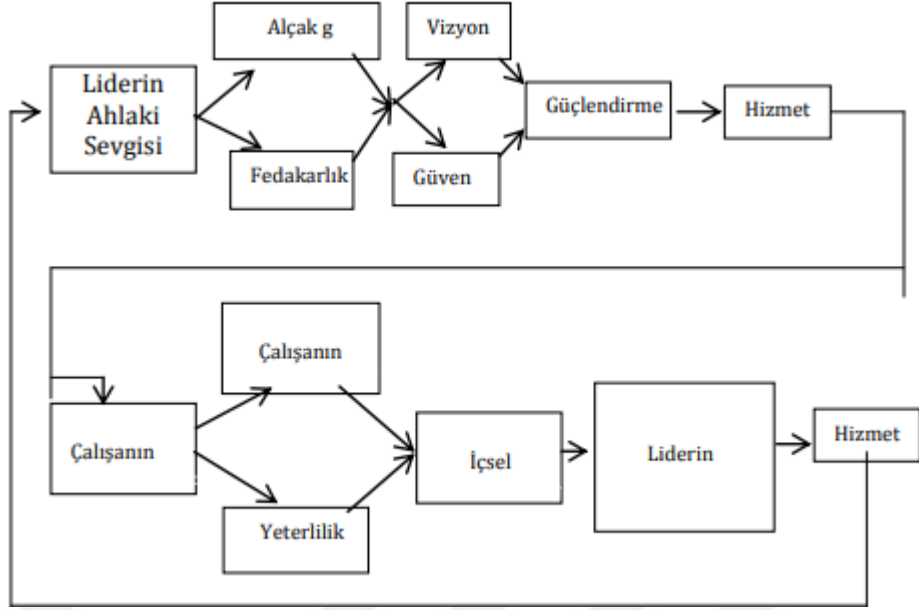 Liderin
Ahlaki
Sevgisi
Alçak g
Fedakarlık
Vizyon
Güven
Güçlendirme
Hizmet
Çalışanın
Çalışanın
Yeterlilik
İçsel
Liderin
Hizmet